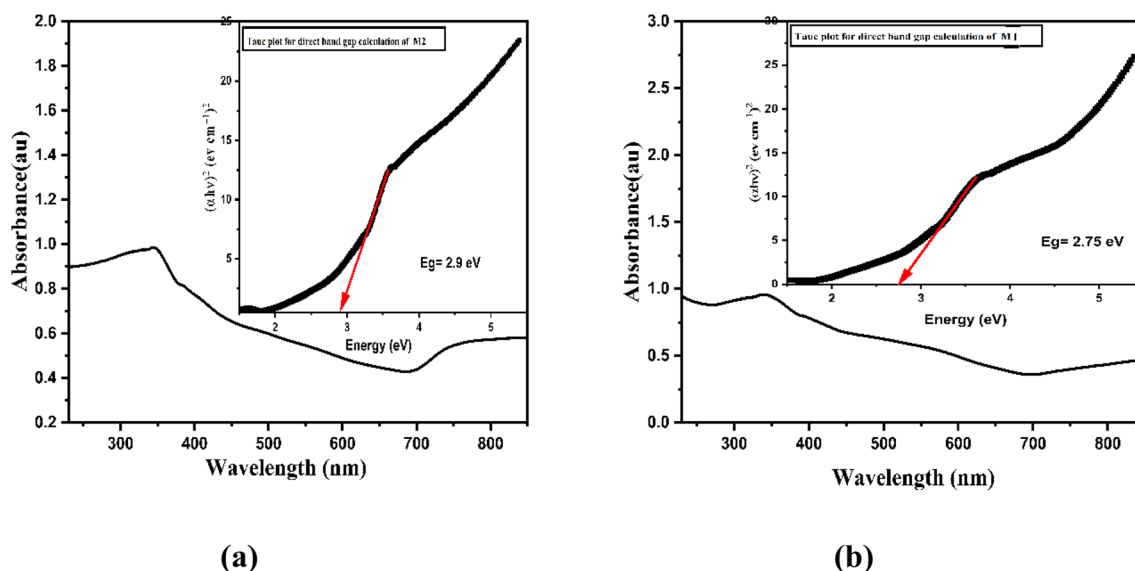 2.0
1.8
1.6
1.4
1.2
1.0
0.8
0.6
0.4
0.2
Absorbance(au)
300 400 500 600 700 800
Wavelength (nm)
25
20
15
10
5
(αhν)² (ev cm⁻¹)²
Tauc plot for direct band gap calculation of M2
Eg= 2.9 eV
2 3 4 5
Energy (eV)
(a)
3.0
2.5
2.0
1.5
1.0
0.5
0.0
Absorbance(au)
300 400 500 600 700 800
Wavelength (nm)
30
25
20
15
10
5
0
(αhν)² (ev cm⁻¹)²
Tauc plot for direct band gap calculation of M1
Eg= 2.75 eV
2 3 4 5
Energy (eV)
(b)